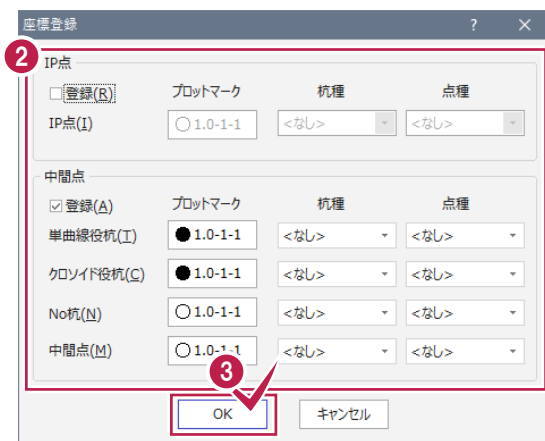 座標登録 ? ×
2
IP点
登録(R) プロットマーク 杭種 点種
IP点(I) 1.0-1-1 <なし> <なし>
中間点
登録(A) プロットマーク 杭種 点種
単曲線役杭(T) 1.0-1-1 <なし> <なし>
クロソイド役杭(C) 1.0-1-1 <なし> <なし>
No杭(N) 1.0-1-1 <なし> <なし>
中間点(M) 1.0-1-1 <なし> <なし>
3
OK キャンセル